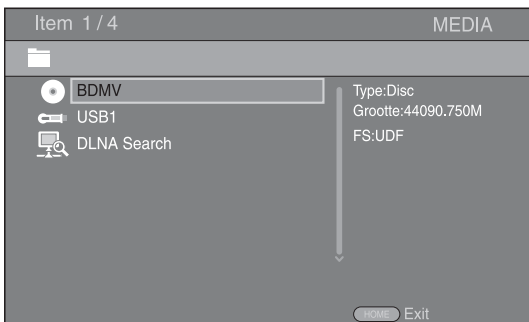 Item 1/4
MEDIA
BDMV
USB1
DLNA Search
Type:Disc
Grootte:44090.750M
FS:UDF
HOME Exit